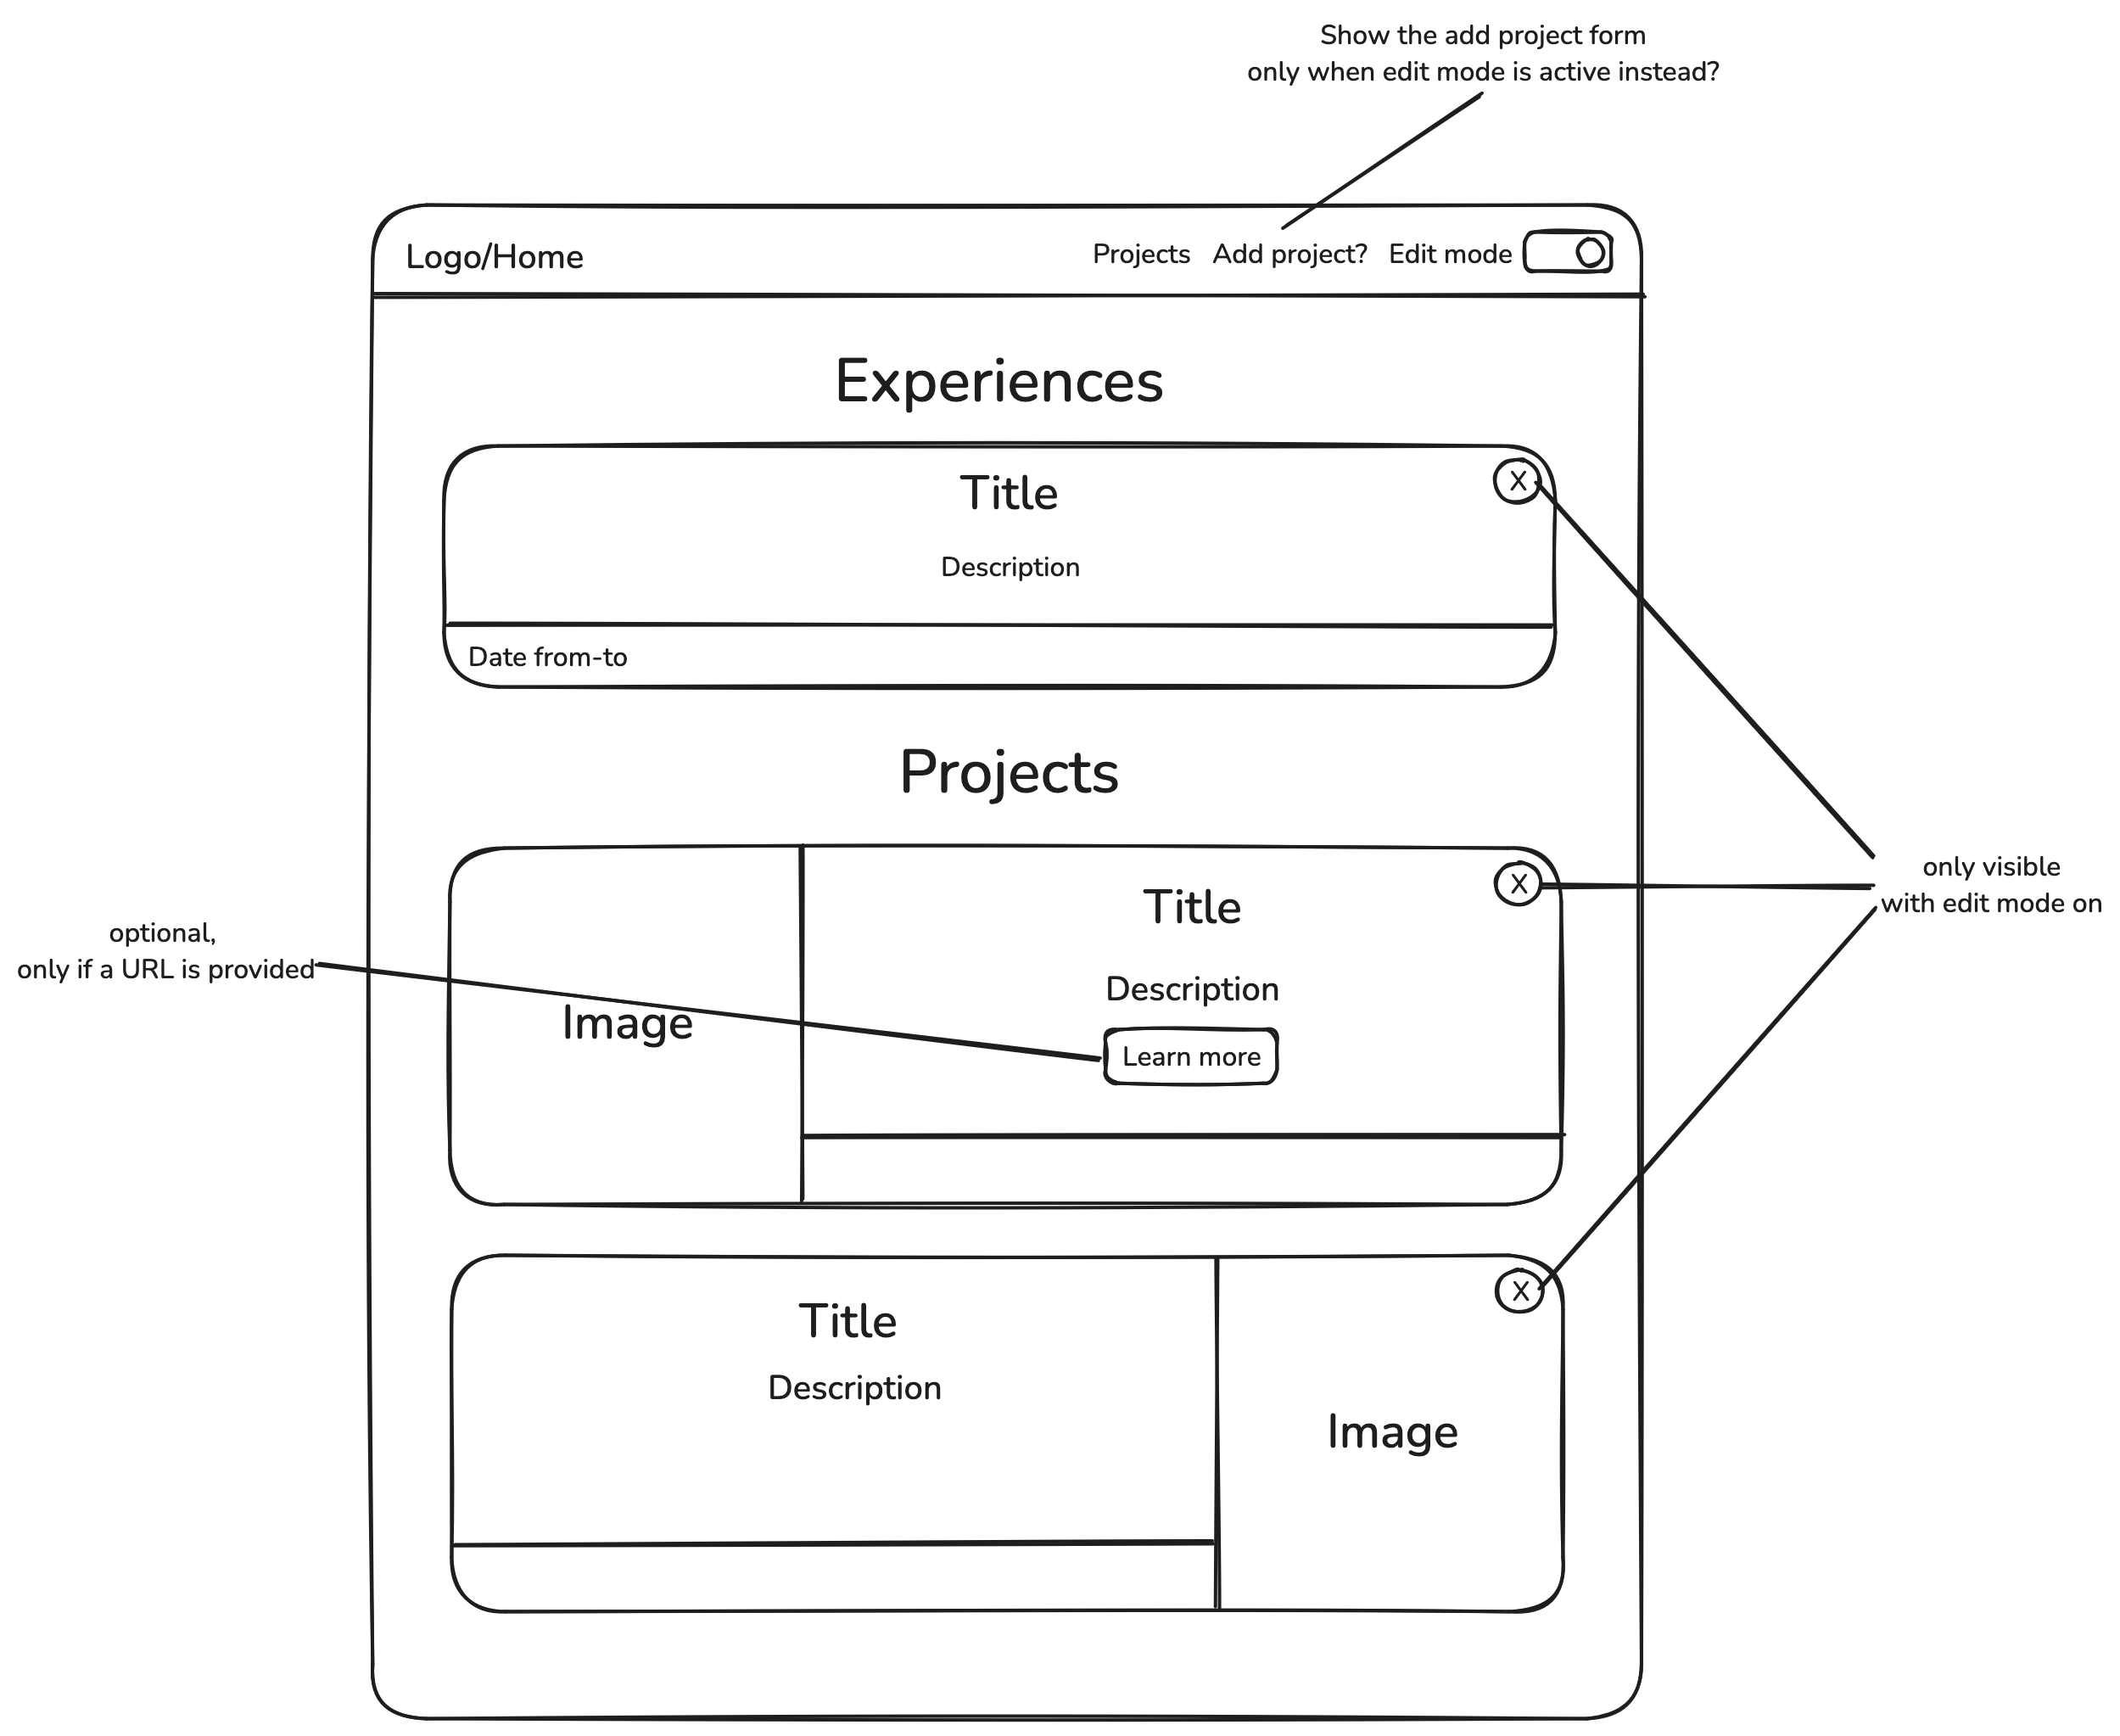 Show the add project form
only when edit mode is active instead?
Logo/Home
Projects Add project? Edit mode
Experiences
Title
X
Description
Date from-to
Projects
Title
X
only visible
with edit mode on
optional,
only if a URL is provided
Image
Description
Learn more
Title
X
Description
Image